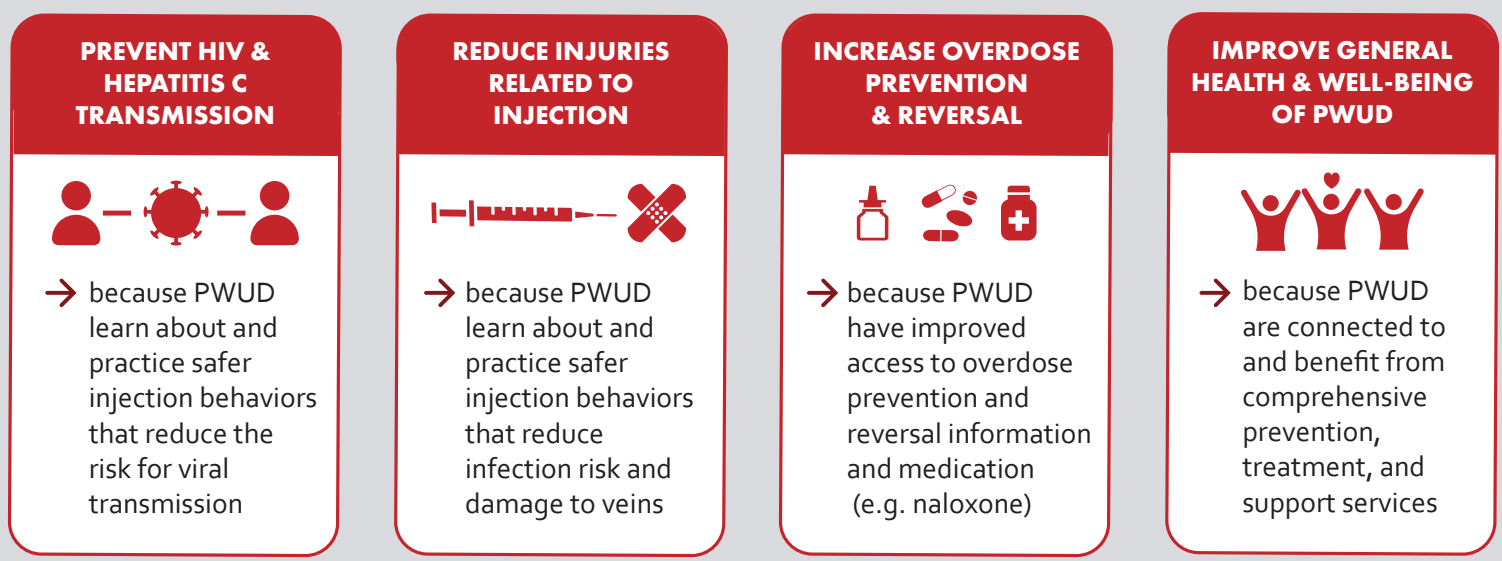 PREVENT HIV &
HEPATITIS C
TRANSMISSION
because PWUD
learn about and
practice safer
injection behaviors
that reduce the
risk for viral
transmission
REDUCE INJURIES
RELATED TO
INJECTION
because PWUD
learn about and
practice safer
injection behaviors
that reduce
infection risk and
damage to veins
INCREASE OVERDOSE
PREVENTION
& REVERSAL
because PWUD
have improved
access to overdose
prevention and
reversal information
and medication
(e.g. naloxone)
IMPROVE GENERAL
HEALTH & WELL-BEING
OF PWUD
because PWUD
are connected to
and benefit from
comprehensive
prevention,
treatment, and
support services